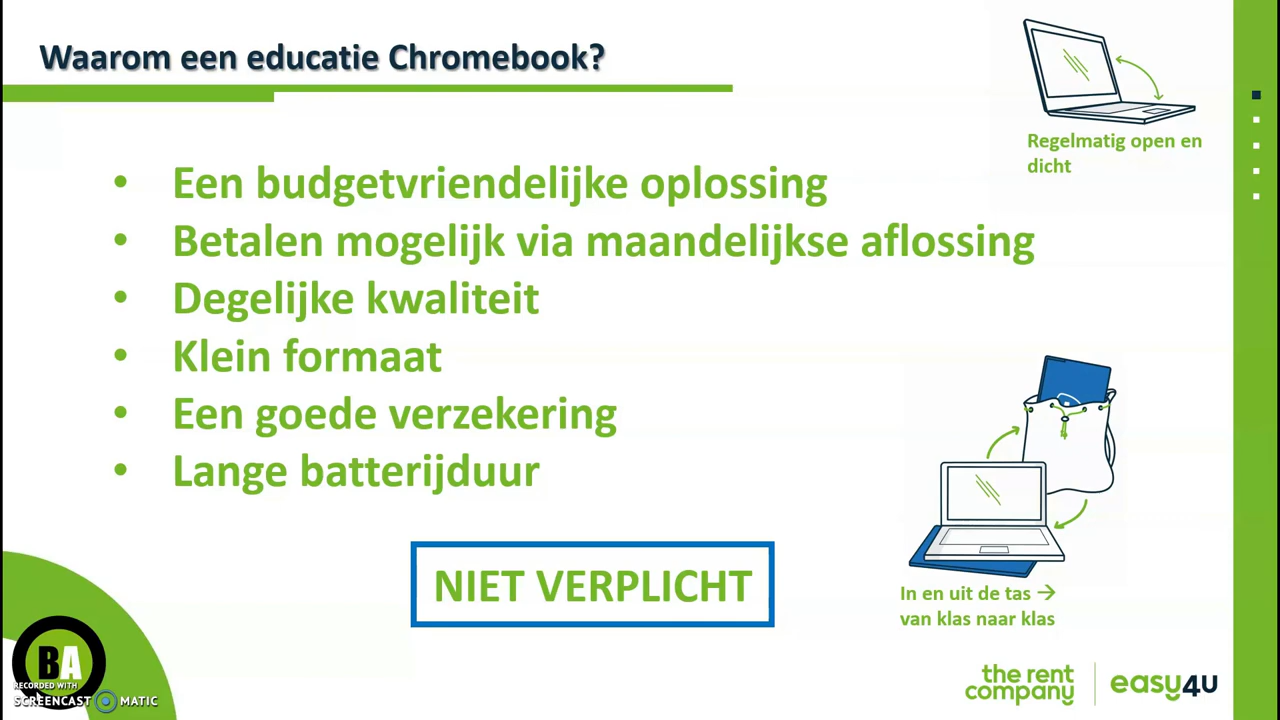 Waarom een educatie Chromebook?
Regelmatig open en
dicht
• Een budgetvriendelijke oplossing
• Betalen mogelijk via maandelijkse aflossing
• Degelijke kwaliteit
• Klein formaat
• Een goede verzekering
• Lange batterijduur
NIET VERPLICHT
In en uit de tas →
van klas naar klas
BA
RECORDED WITH
SCREENCAST MATIC
the rent
company
easy4u